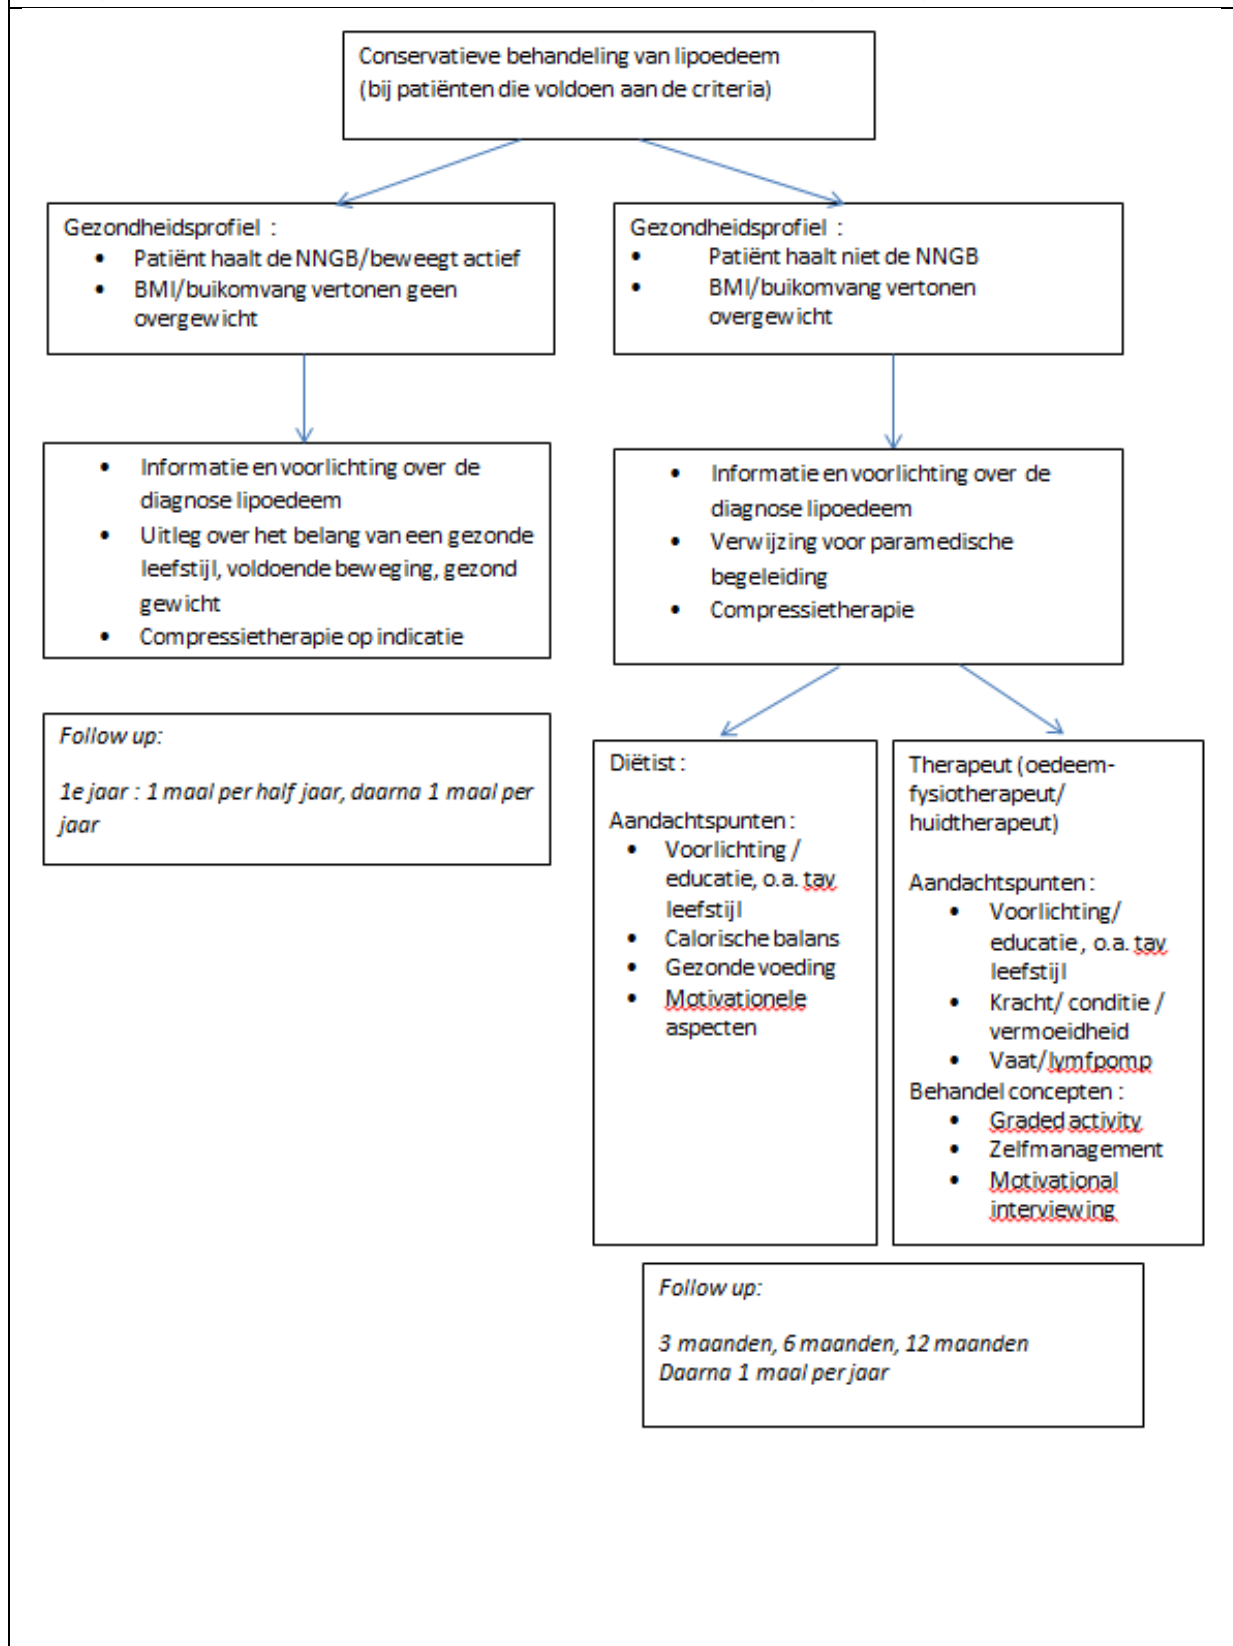 Conservatieve behandeling van lipoedeem
(bij patiënten die voldoen aan de criteria)
Gezondheidsprofiel :
• Patiënt haalt de NNGB/beweegt actief
• BMI/buikomvang vertonen geen
overgewicht
Gezondheidsprofiel :
• Patiënt haalt niet de NNGB
• BMI/buikomvang vertonen
overgewicht
• Informatie en voorlichting over de
diagnose lipoedeem
• Uitleg over het belang van een gezonde
leefstijl, voldoende beweging, gezond
gewicht
• Compressietherapie op indicatie
• Informatie en voorlichting over de
diagnose lipoedeem
• Verwijzing voor paramedische
begeleiding
• Compressietherapie
Follow up:
1e jaar : 1 maal per half jaar, daarna 1 maal per
jaar
Diëtist :
Aandachtspunten :
• Voorlichting /
educatie, o.a. tav
leefstijl
• Calorische balans
• Gezonde voeding
• Motivationele
aspecten
Therapeut (oedeem-
fysiotherapeut/
huidtherapeut)
Aandachtspunten :
• Voorlichting/
educatie , o.a. tav
leefstijl
• Kracht/ conditie /
vermoeidheid
• Vaat/lymfpomp
Behandel concepten :
• Graded activity
• Zelfmanagement
• Motivational
interviewing
Follow up:
3 maanden, 6 maanden, 12 maanden
Daarna 1 maal per jaar